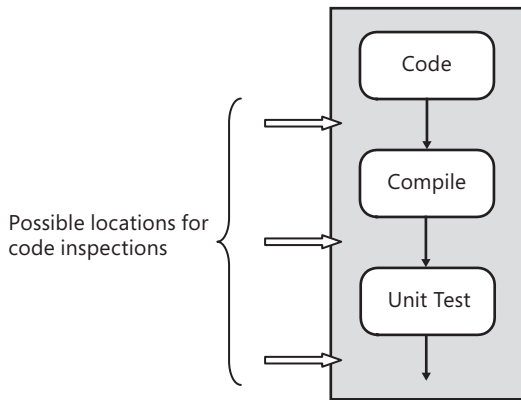 Code
Compile
Possible locations for
code inspections
Unit Test